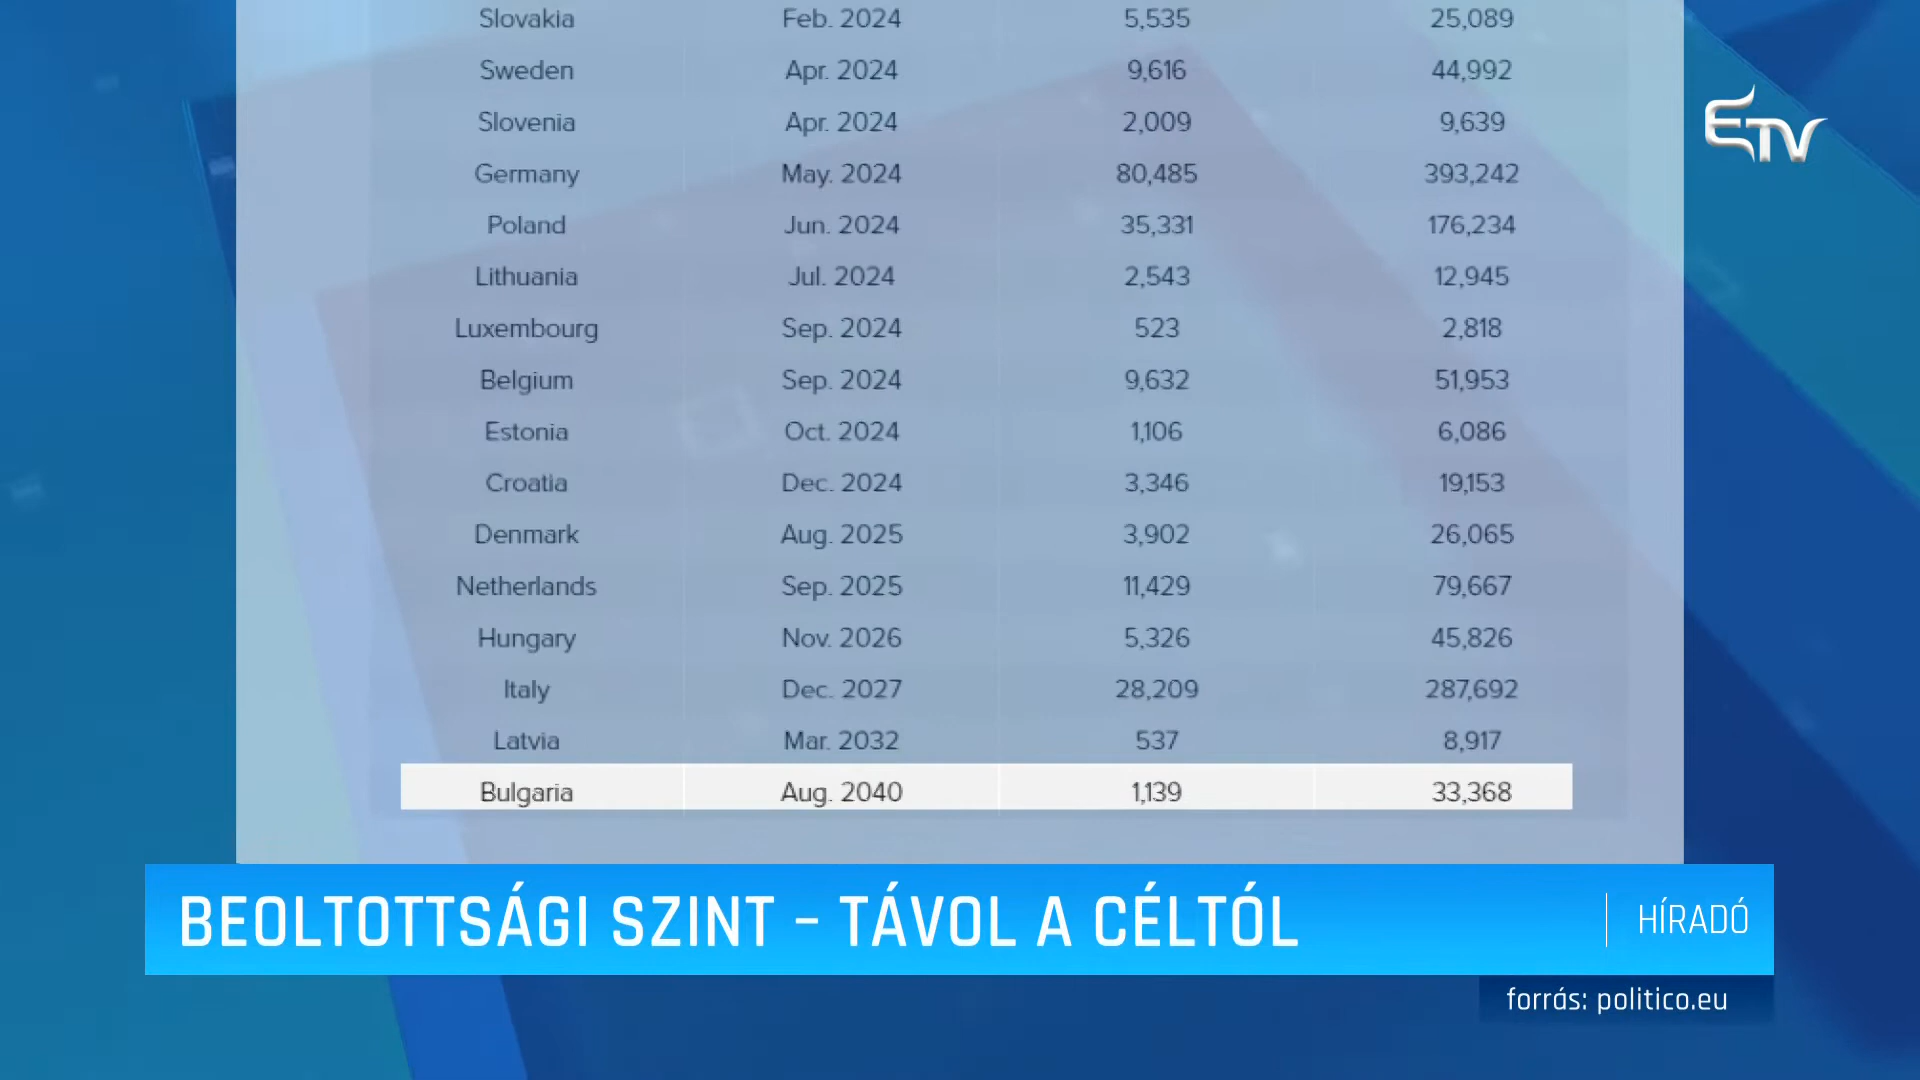 Slovakia Feb. 2024 5,535 25,089
Sweden Apr. 2024 9,616 44,992
Slovenia Apr. 2024 2,009 9,639
Germany May. 2024 80,485 393,242
Poland Jun. 2024 35,331 176,234
Lithuania Jul. 2024 2,543 12,945
Luxembourg Sep. 2024 523 2,818
Belgium Sep. 2024 9,632 51,953
Estonia Oct. 2024 1,106 6,086
Croatia Dec. 2024 3,346 19,153
Denmark Aug. 2025 3,902 26,065
Netherlands Sep. 2025 11,429 79,667
Hungary Nov. 2026 5,326 45,826
Italy Dec. 2027 28,209 287,692
Latvia Mar. 2032 537 8,917
Bulgaria Aug. 2040 1,139 33,368
ETV
BEOLTOTTSÁGI SZINT – TÁVOL A CÉLTÓL
HÍRADÓ
forrás: politico.eu